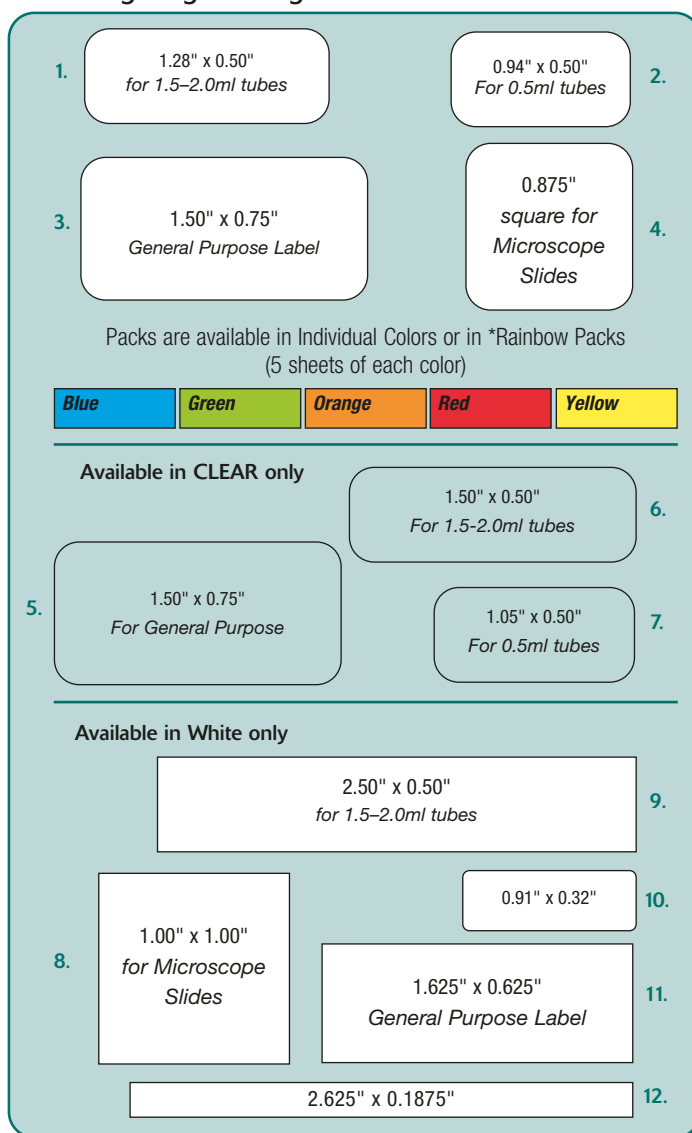 1.
1.28" x 0.50"
for 1.5–2.0ml tubes
0.94" x 0.50"
For 0.5ml tubes
2.
3.
1.50" x 0.75"
General Purpose Label
0.875"
square for
Microscope
Slides
4.
Packs are available in Individual Colors or in *Rainbow Packs
(5 sheets of each color)
Blue
Green
Orange
Red
Yellow
Available in CLEAR only
1.50" x 0.50"
For 1.5-2.0ml tubes
6.
5.
1.50" x 0.75"
For General Purpose
1.05" x 0.50"
For 0.5ml tubes
7.
Available in White only
2.50" x 0.50"
for 1.5–2.0ml tubes
9.
8.
1.00" x 1.00"
for Microscope
Slides
0.91" x 0.32"
10.
1.625" x 0.625"
General Purpose Label
11.
2.625" x 0.1875"
12.